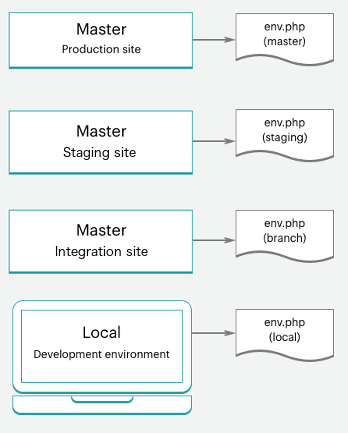 Master
Production site
env.php
(master)
Master
Staging site
env.php
(staging)
Master
Integration site
env.php
(branch)
Local
Development environment
env.php
(local)